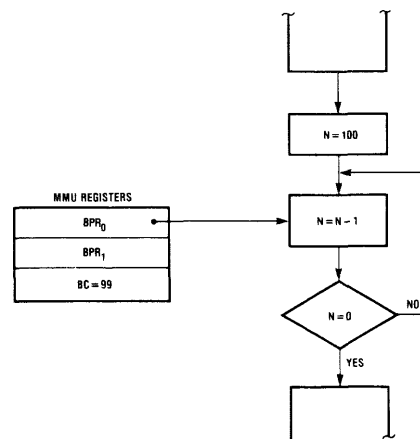 N = 100
MMU REGISTERS
BPR0
N = N - 1
BPR1
BC = 99
N = 0
NO
YES